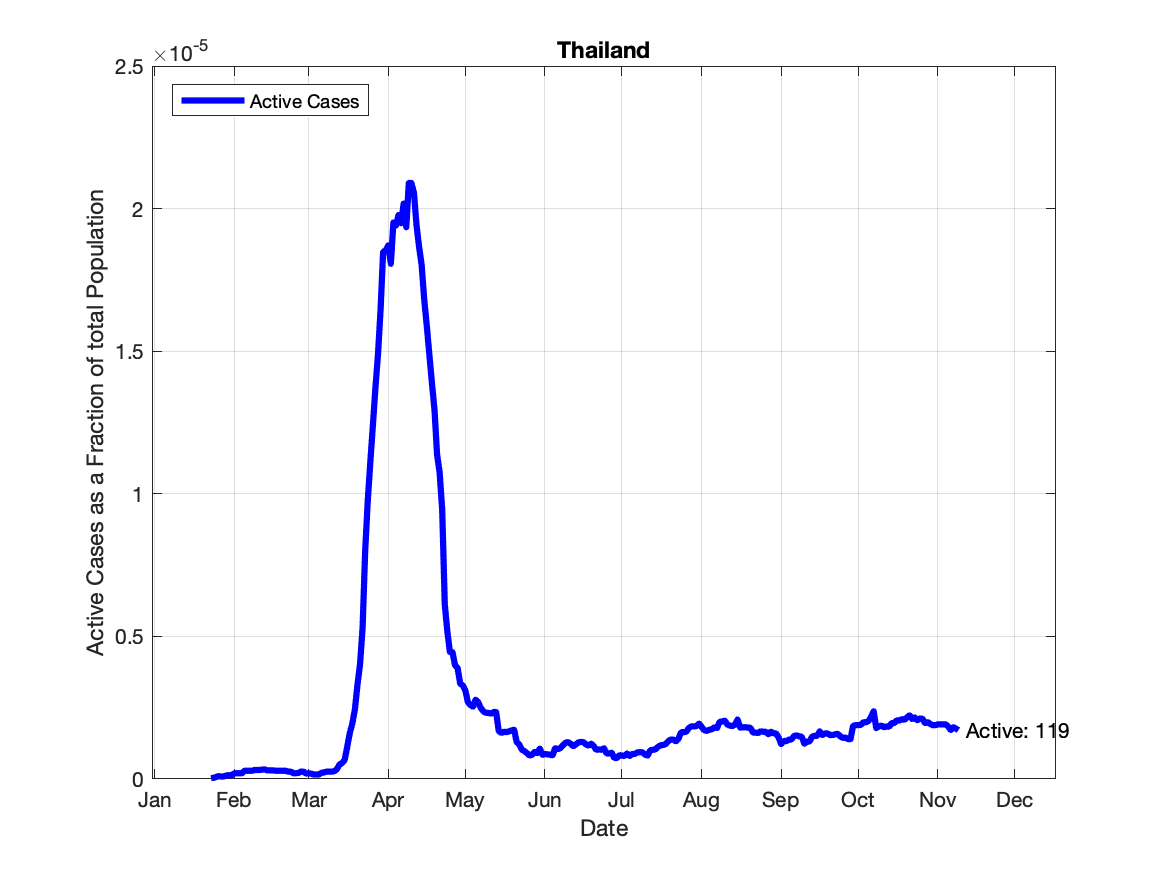 Thailand
×10-5
2.5
2
1.5
1
0.5
0
Active Cases as a Fraction of total Population
Active Cases
Active: 119
Jan Feb Mar Apr May Jun Jul Aug Sep Oct Nov Dec
Date